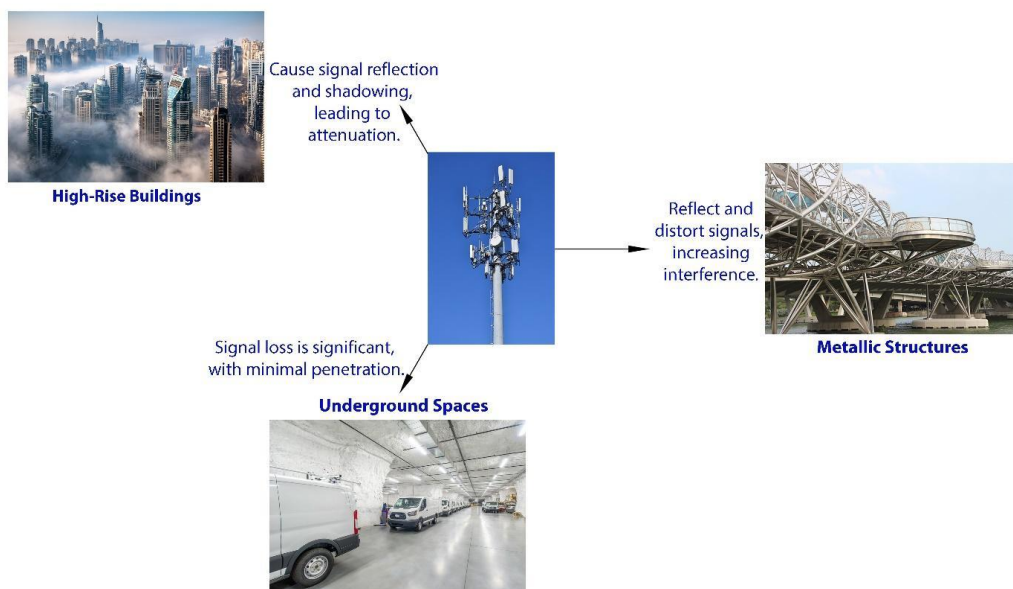 Cause signal reflection
and shadowing,
leading to
attenuation.
High-Rise Buildings
Reflect and
distort signals,
increasing
interference.
Metallic Structures
Signal loss is significant,
with minimal penetration.
Underground Spaces